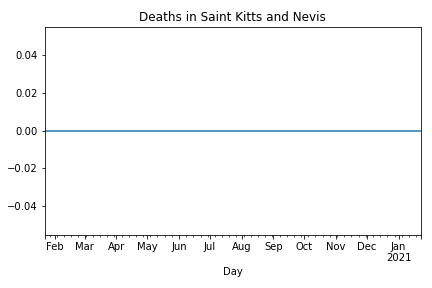 Deaths in Saint Kitts and Nevis
0.04
0.02
0.00
−0.02
−0.04
Feb Mar Apr May Jun Jul Aug Sep Oct Nov Dec Jan
2021
Day